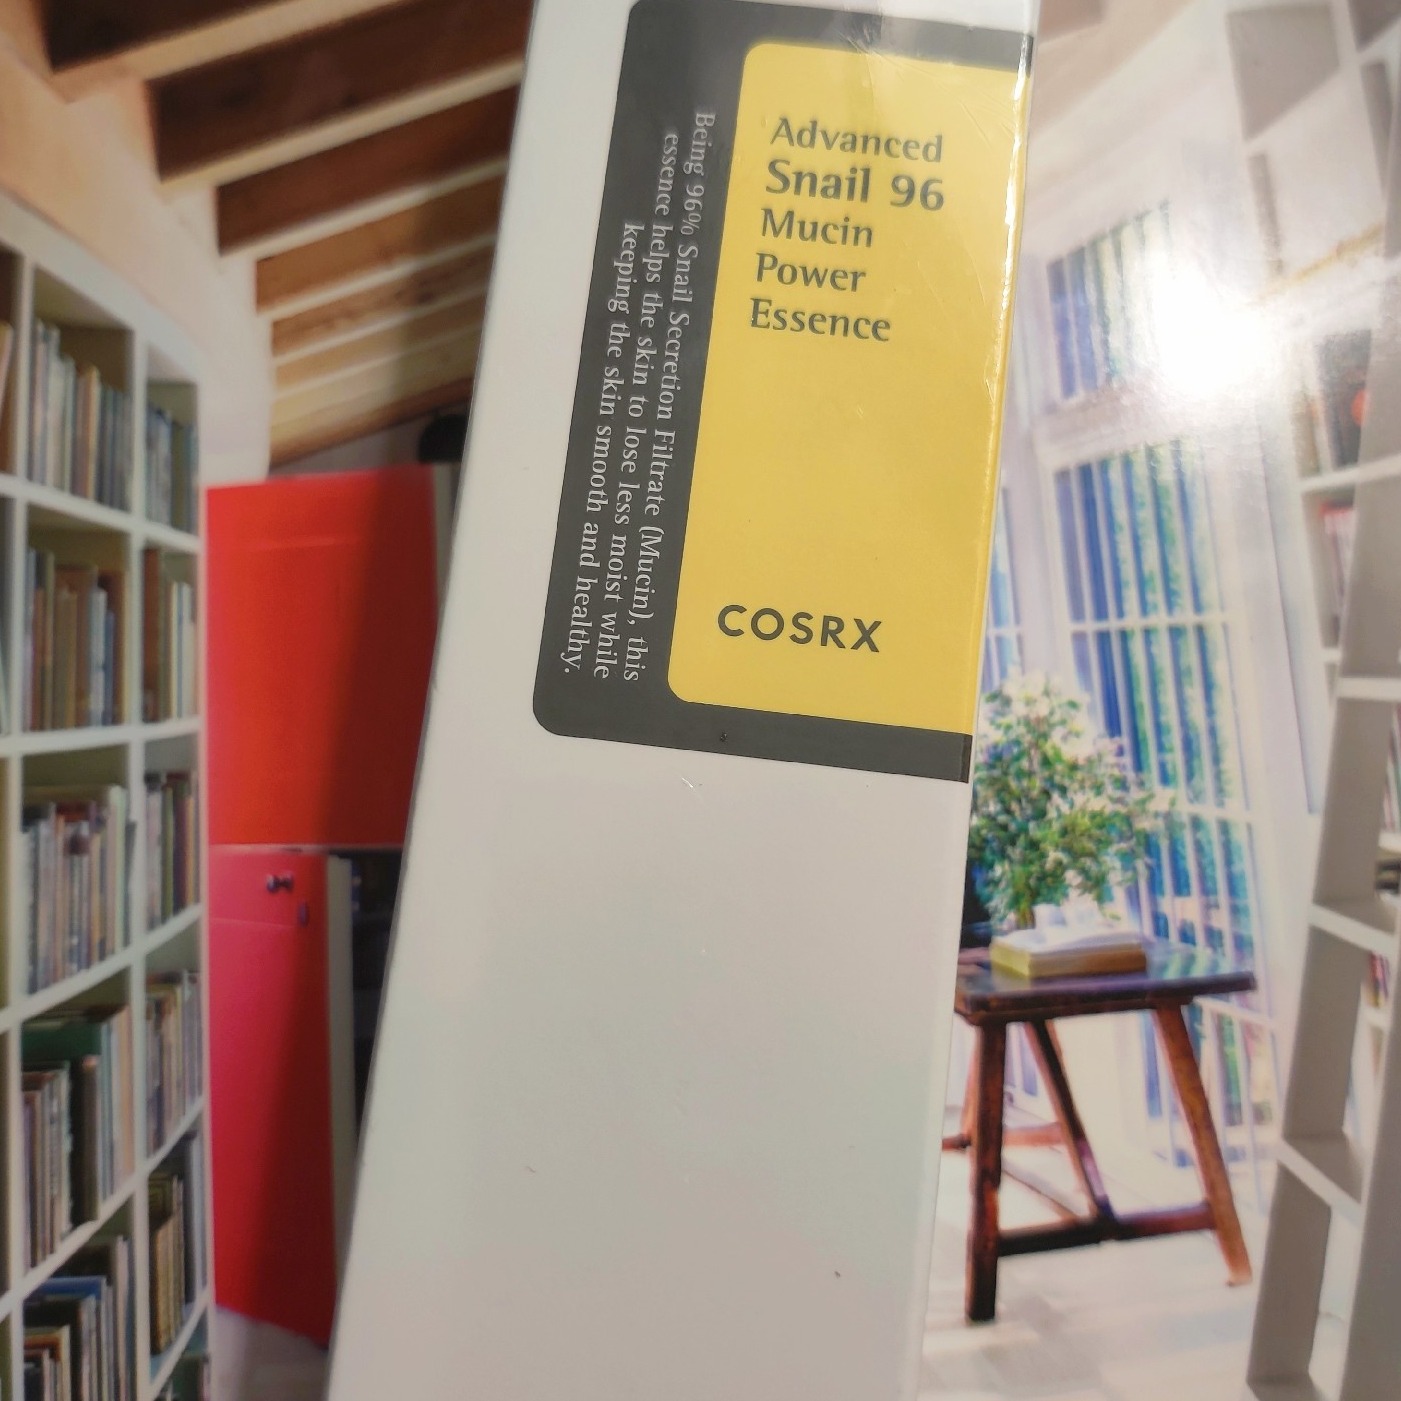 Advanced
Snail 96
Mucin
Power
Essence
COSRX
Being 96% Snail Secretion Filtrate (Mucin), this
essence helps the skin to lose less moist while
keeping the skin smooth and healthy.